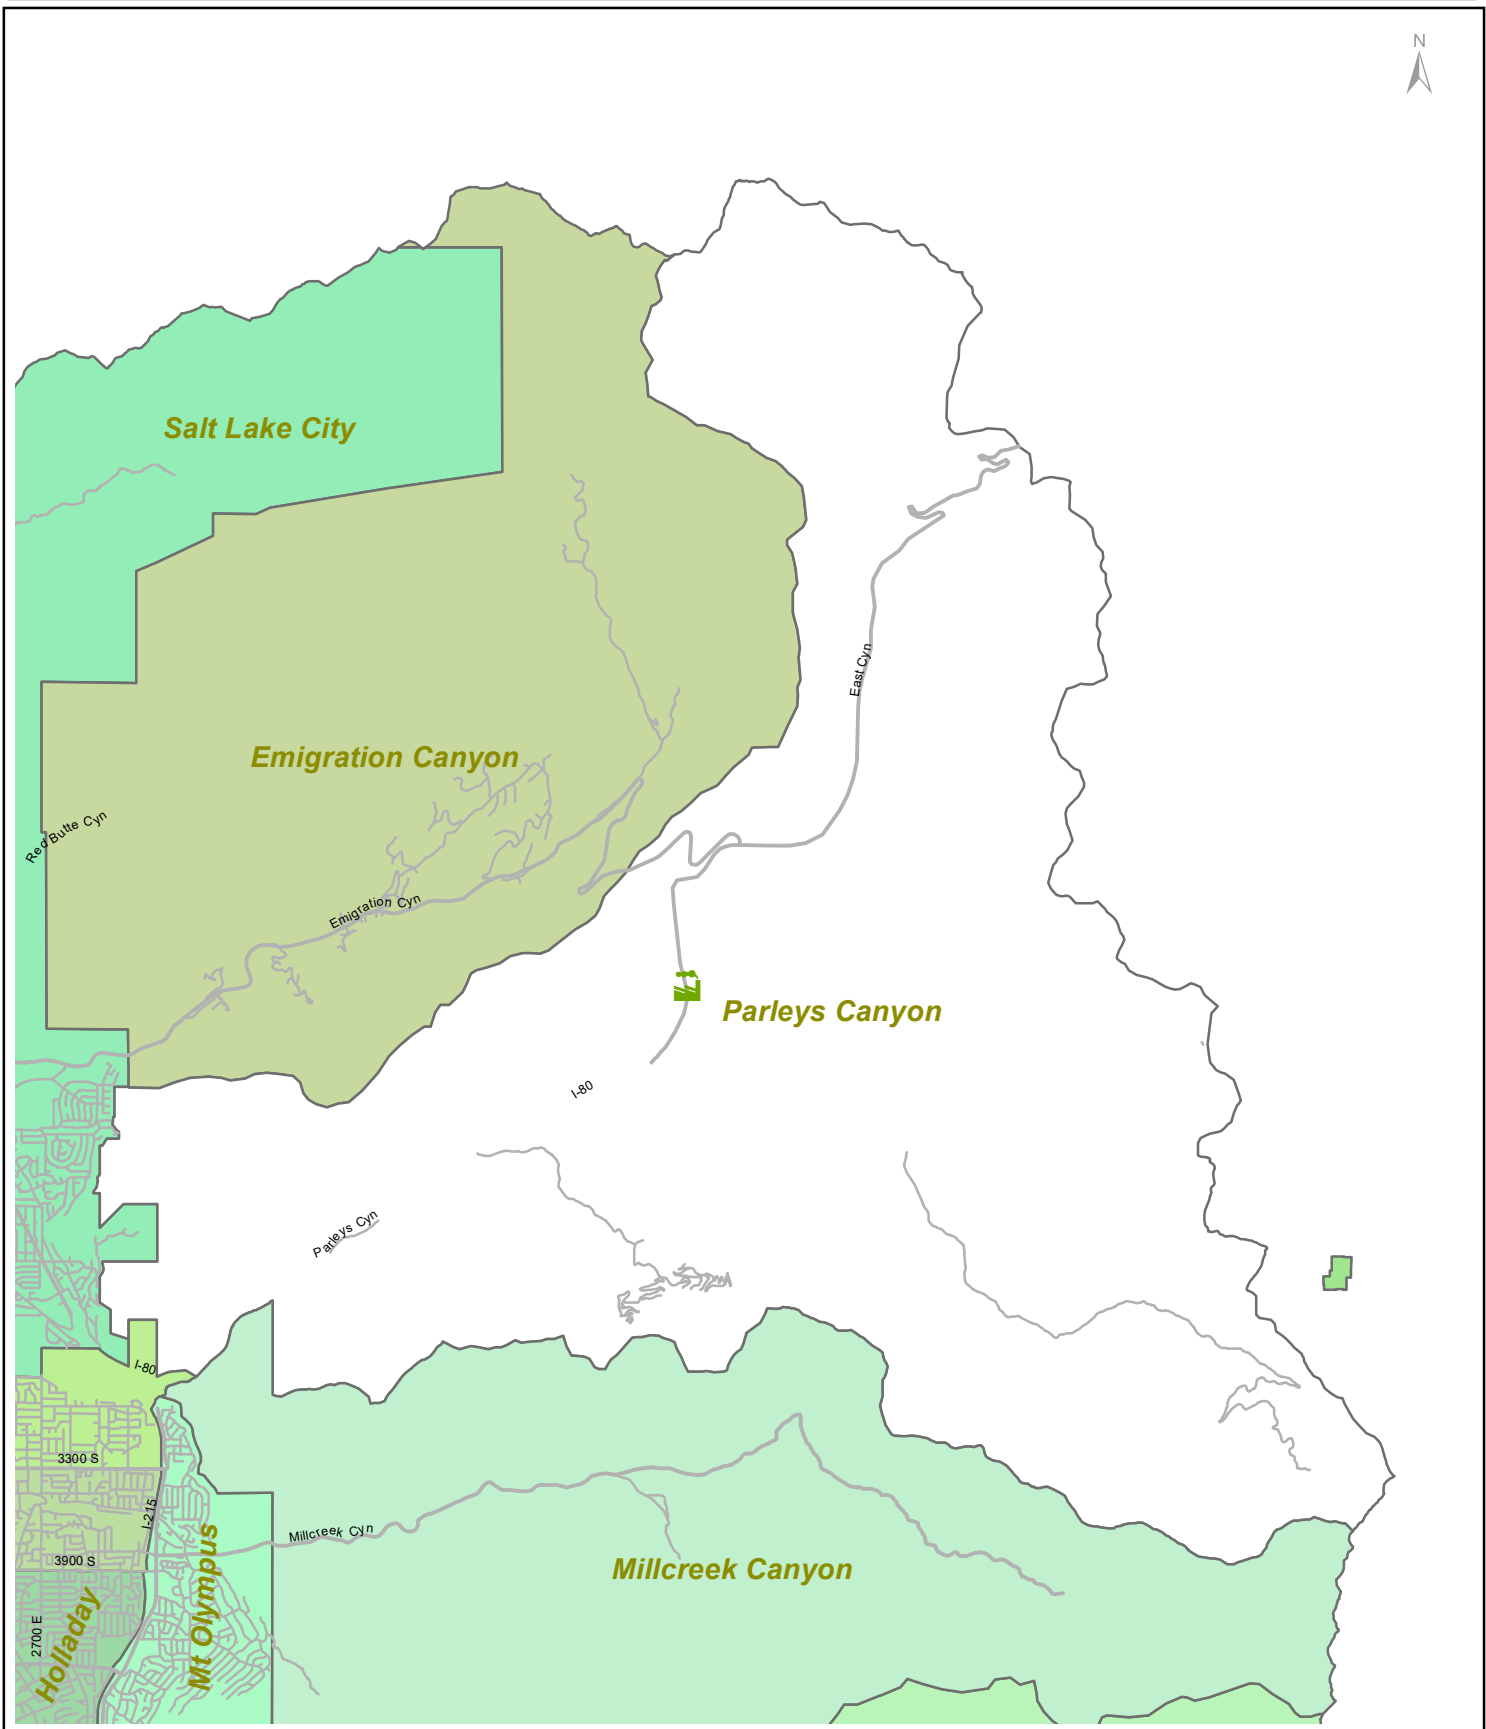 N
Salt Lake City
East Cyn
Emigration Canyon
Red Butte Cyn
Emigration Cyn
Parleys Canyon
I-80
Parleys Cyn
I-80
3300 S
I-215
Millcreek Cyn
3900 S
Millcreek Canyon
2700 E
Holladay
Mt Olympus